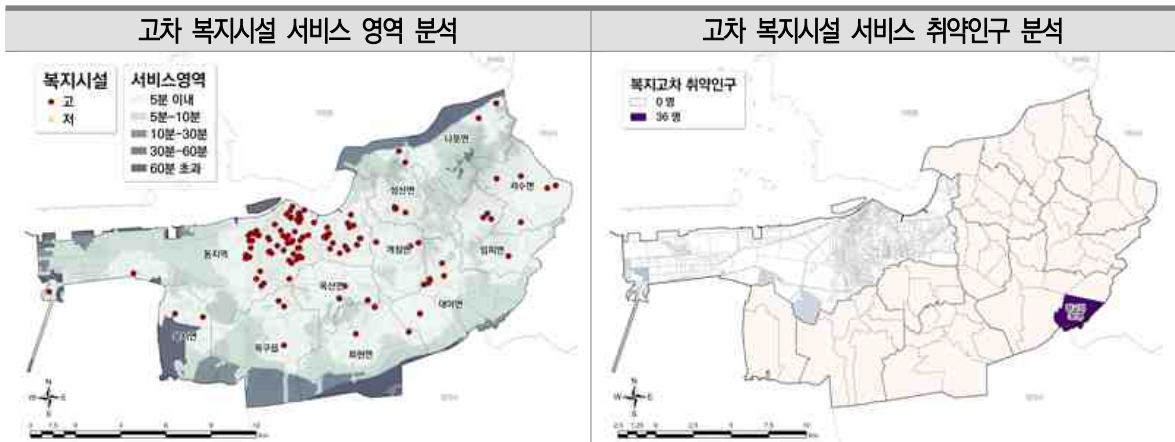 고차 복지시설 서비스 영역 분석
고차 복지시설 서비스 취약인구 분석
복지시설
고
저
서비스영역
5분 이내
5분-10분
10분-30분
30분-60분
60분 초과
나포면
성산면
서수면
임피면
개정면
동지역
옥산면
대야면
옥구읍
회현면
N
W
E
S
km
복지고차 취약인구
0 명
36 명
N
W
E
S
km